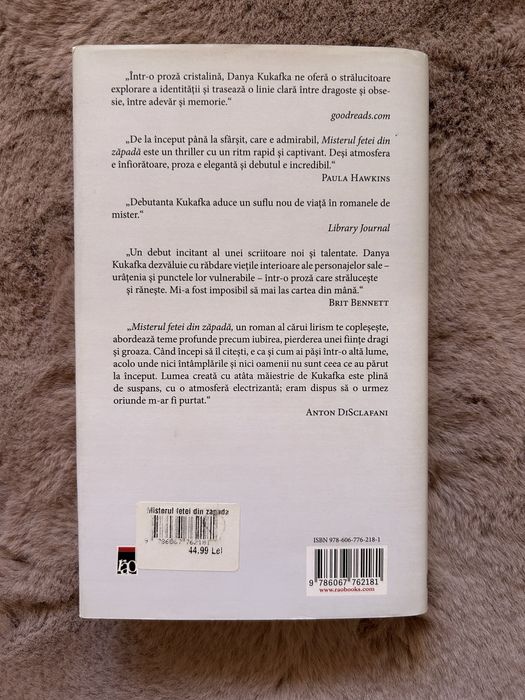 „Într-o proză cristalină, Danya Kukafka ne oferă o strălucitoare
explorare a identității și trasează o linie clară între dragoste și obse-
sie, între adevăr și memorie.“
goodreads.com
„De la început până la sfârșit, care e admirabil, Misterul fetei din
zăpadă este un thriller cu un ritm rapid și captivant. Deși atmosfera
e înfiorătoare, proza e elegantă și debutul e incredibil.“
Paula Hawkins
„Debutanta Kukafka aduce un suflu nou de viață în romanele de
mister.“
Library Journal
„Un debut incitant al unei scriitoare noi și talentate. Danya
Kukafka dezvăluie cu răbdare viețile interioare ale personajelor sale –
urâțenia și punctele lor vulnerabile – într-o proză care strălucește
și rănește. Mi-a fost imposibil să mai las cartea din mână.“
Brit Bennett
„Misterul fetei din zăpadă, un roman al cărui lirism te copleșește,
abordează teme profunde precum iubirea, pierderea unei ființe dragi
și groaza. Când începi să îl citești, e ca și cum ai păși într-o altă lume,
acolo unde nici întâmplările și nici oamenii nu sunt ceea ce au părut
la început. Lumea creată cu atâta măiestrie de Kukafka este plină
de suspans, cu o atmosferă electrizantă; eram dispus să o urmez
oriunde m-ar fi purtat.“
Anton DiSclafani
Misterul fetei din zapada
9 786067 762181
44.99 Lei
rao
ISBN 978-606-776-218-1
9 786067 762181
www.raobooks.com